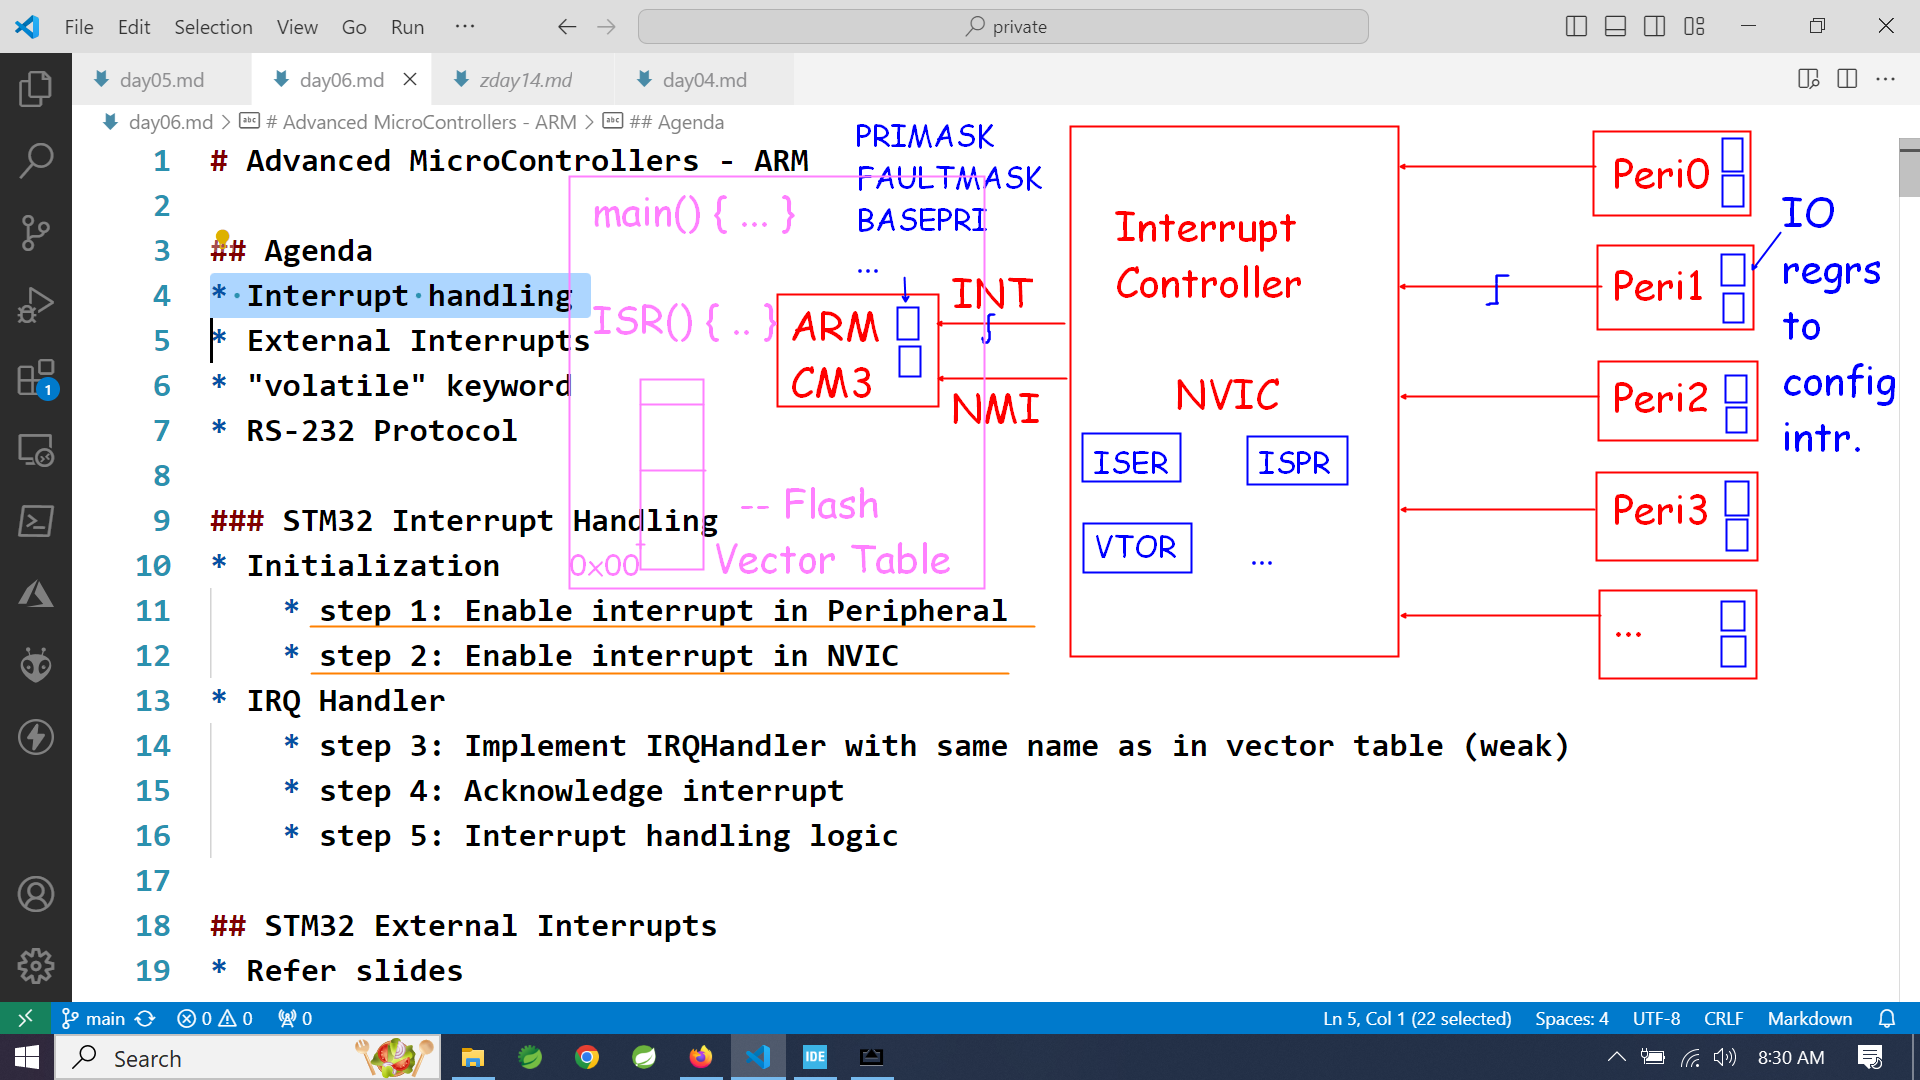 File Edit Selection View Go Run ···
private
day05.md
day06.md
zday14.md
day04.md
day06.md > # Advanced MicroControllers - ARM > ## Agenda
1 # Advanced MicroControllers - ARM
2
3 ## Agenda
4 * Interrupt handling
5 * External Interrupts
6 * "volatile" keyword
7 * RS-232 Protocol
8
9 ### STM32 Interrupt Handling
10 * Initialization
11 * step 1: Enable interrupt in Peripheral
12 * step 2: Enable interrupt in NVIC
13 * IRQ Handler
14 * step 3: Implement IRQHandler with same name as in vector table (weak)
15 * step 4: Acknowledge interrupt
16 * step 5: Interrupt handling logic
17
18 ## STM32 External Interrupts
19 * Refer slides
PRIMASK
FAULTMASK
BASEPRI
...
main() { ... }
ISR() { .. }
-- Flash
0x00
Vector Table
ARM
CM3
INT
NMI
Interrupt
Controller
NVIC
ISER
ISPR
VTOR
...
Peri0
Peri1
Peri2
Peri3
...
IO
regrs
to
config
intr.
1
main
0 0
0
Ln 5, Col 1 (22 selected)
Spaces: 4
UTF-8
CRLF
Markdown
Search
IDE
8:30 AM